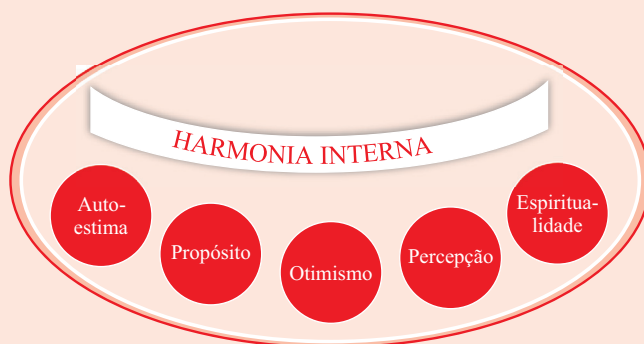 HARMONIA INTERNA
Auto-
estima
Propósito
Otimismo
Percepção
Espiritua-
lidade